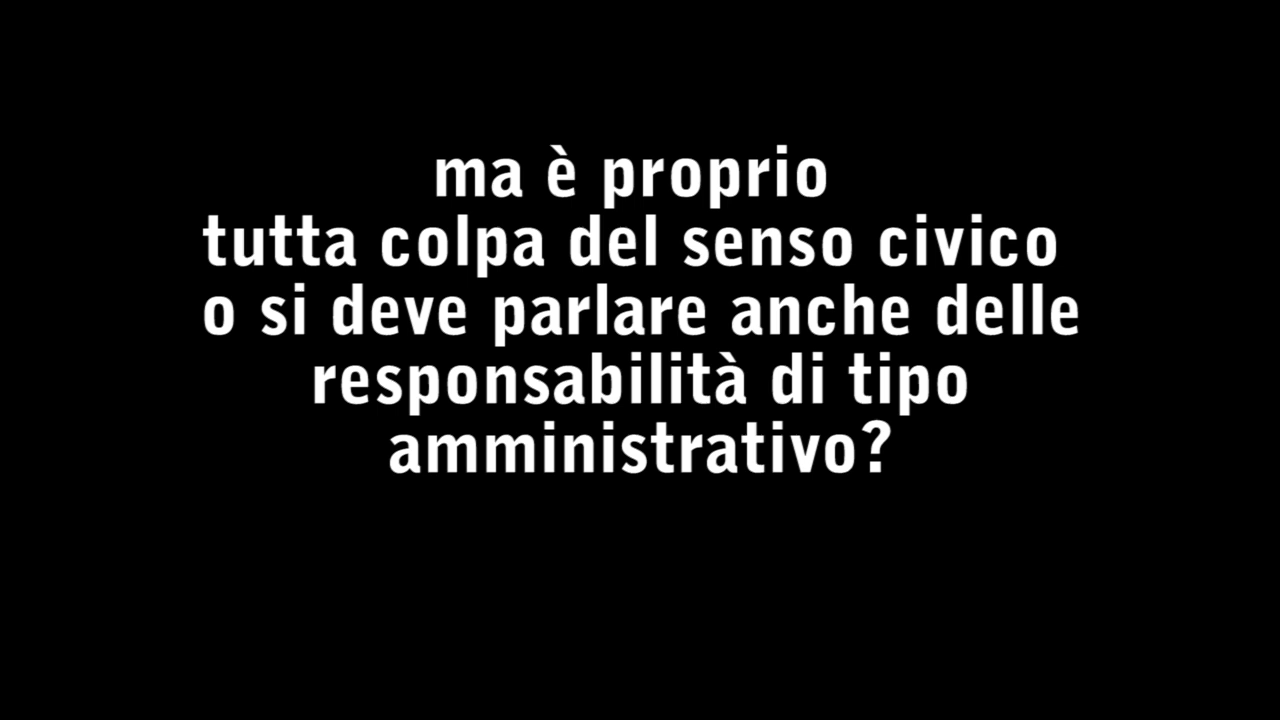 ma è proprio
tutta colpa del senso civico
o si deve parlare anche delle
responsabilità di tipo
amministrativo?